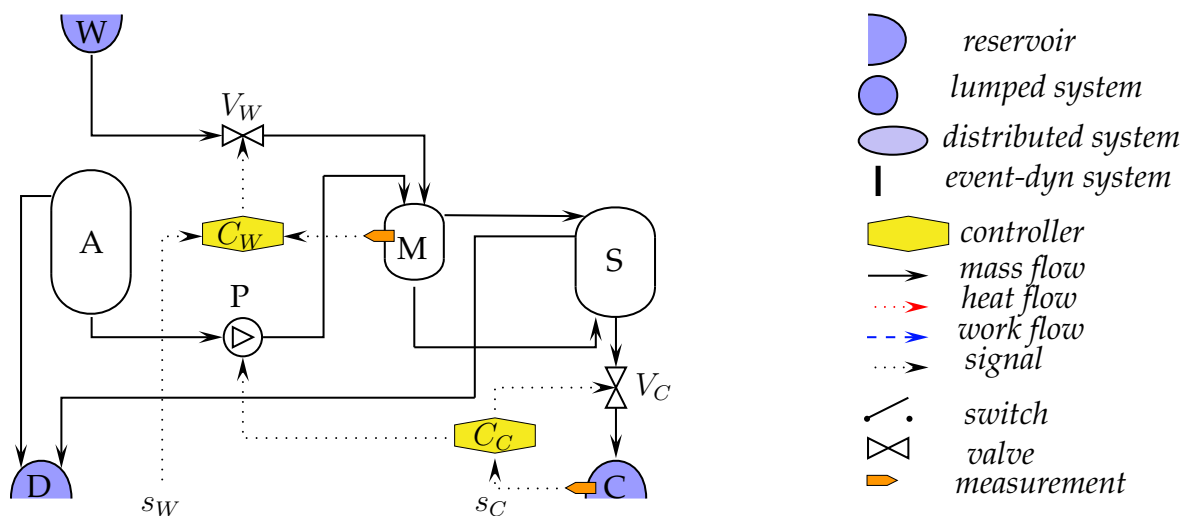 W
V_W
A
C_W
M
S
P
V_C
C_C
D
C
s_W
s_C
reservoir
lumped system
distributed system
event-dyn system
controller
mass flow
heat flow
work flow
signal
switch
valve
measurement